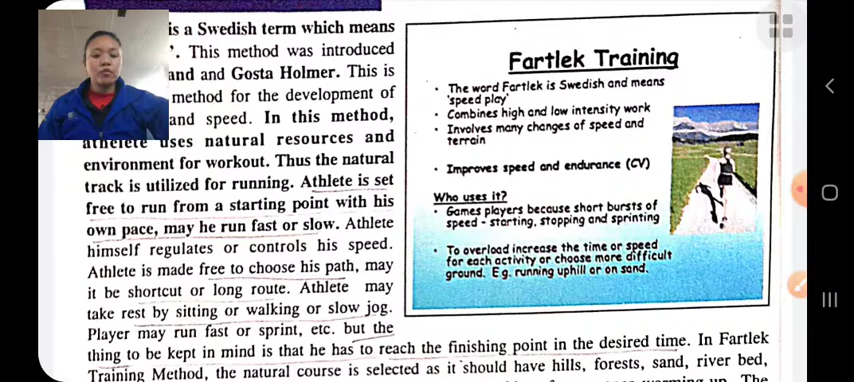 is a Swedish term which means
'. This method was introduced
and and Gosta Holmer. This is
method for the development of
and speed. In this method,
athelete uses natural resources and
environment for workout. Thus the natural
track is utilized for running. Athlete is set
free to run from a starting point with his
own pace, may he run fast or slow. Athlete
himself regulates or controls his speed.
Athlete is made free to choose his path, may
it be shortcut or long route. Athlete may
take rest by sitting or walking or slow jog.
Player may run fast or sprint, etc. but the
thing to be kept in mind is that he has to reach the finishing point in the desired time. In Fartlek
Training Method, the natural course is selected as it should have hills, forests, sand, river bed,
warming up. The
Fartlek Training
• The word Fartlek is Swedish and means
'speed play'
• Combines high and low intensity work
• Involves many changes of speed and
terrain
• Improves speed and endurance (CV)
Who uses it?
• Games players because short bursts of
speed - starting, stopping and sprinting
• To overload increase the time or speed
for each activity or choose more difficult
ground. E.g. running uphill or on sand.